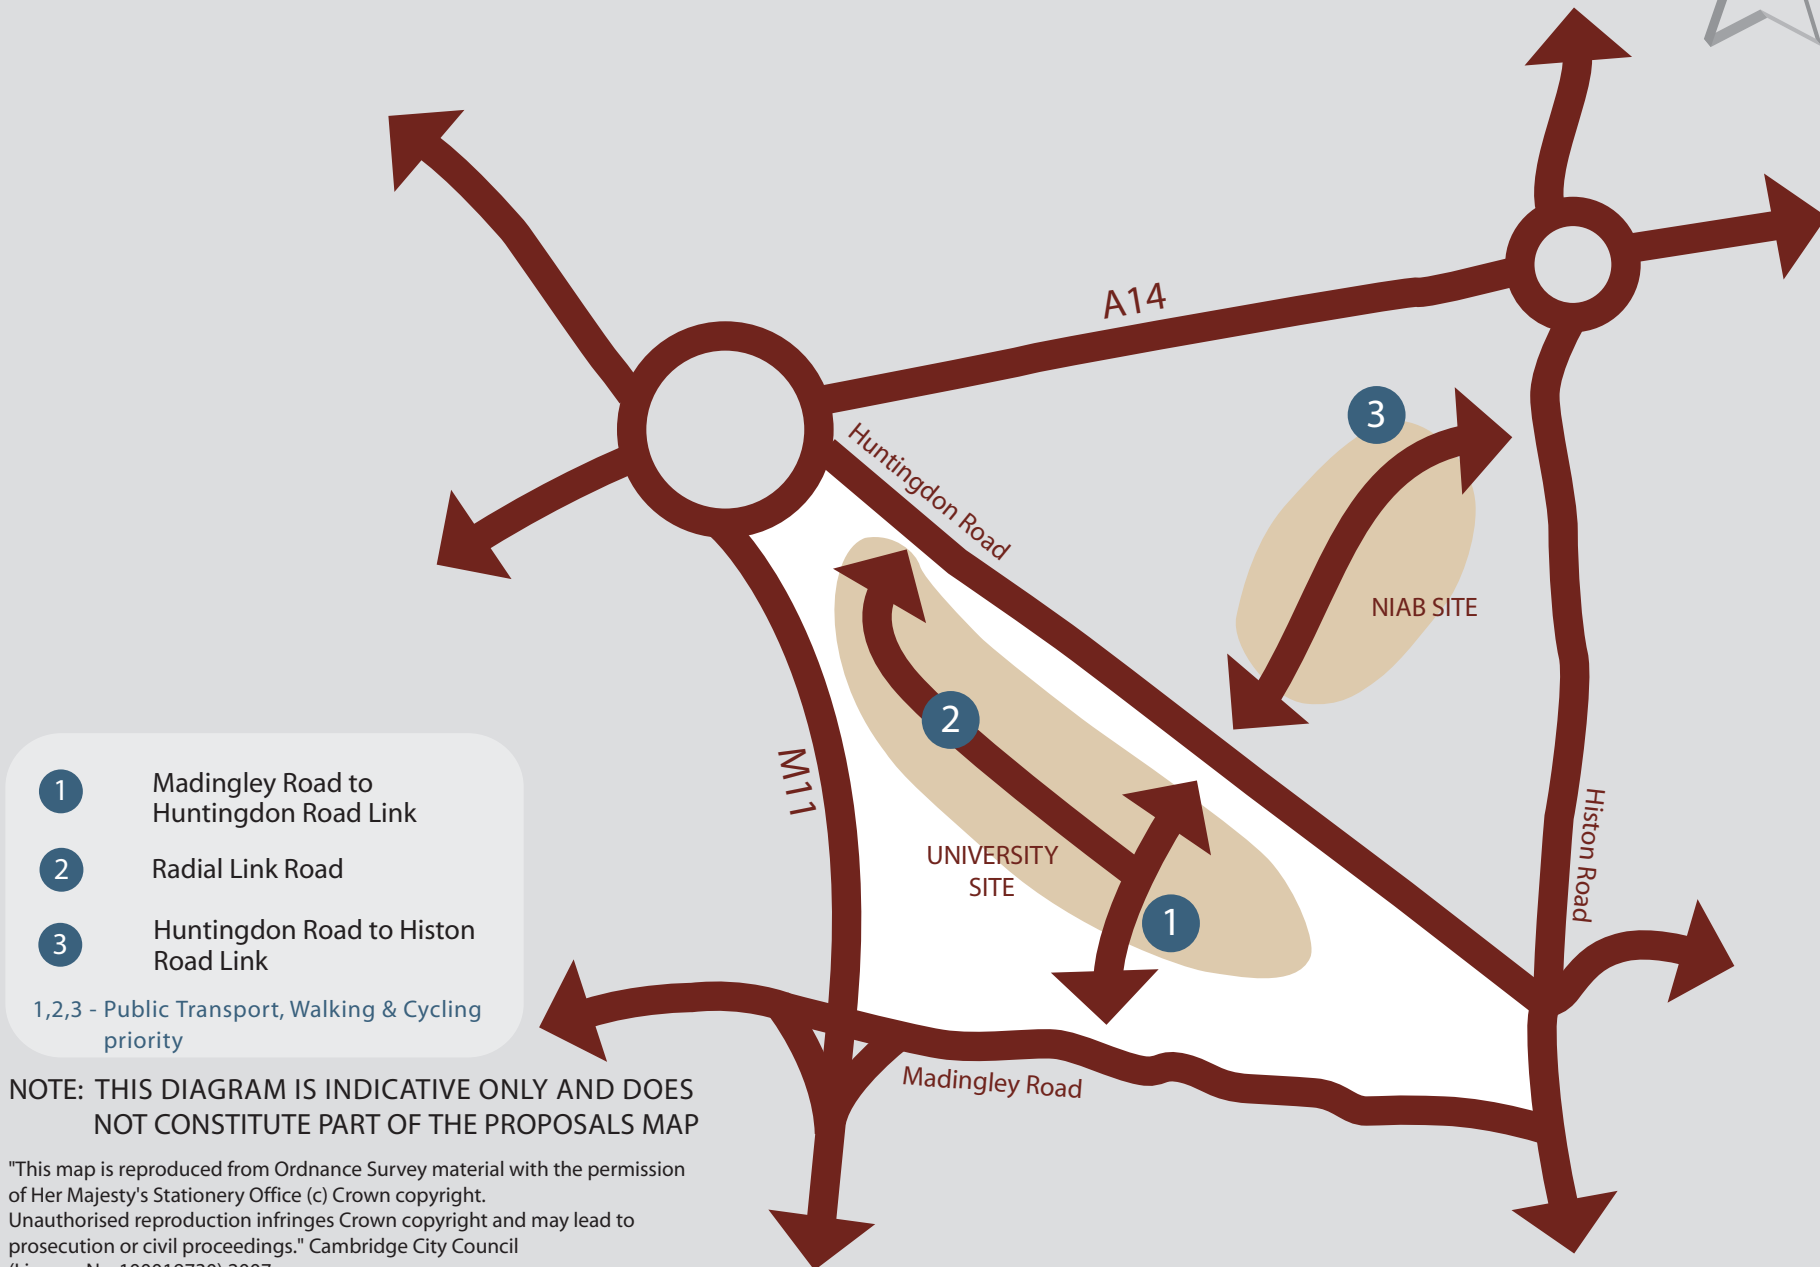 A14
Huntingdon Road
3
NIAB SITE
2
M11
UNIVERSITY
SITE
1
Histon Road
Madingley Road
1 Madingley Road to
Huntingdon Road Link
2 Radial Link Road
3 Huntingdon Road to Histon
Road Link
1,2,3 - Public Transport, Walking & Cycling
priority
NOTE: THIS DIAGRAM IS INDICATIVE ONLY AND DOES
NOT CONSTITUTE PART OF THE PROPOSALS MAP
"This map is reproduced from Ordnance Survey material with the permission
of Her Majesty's Stationery Office (c) Crown copyright.
Unauthorised reproduction infringes Crown copyright and may lead to
prosecution or civil proceedings." Cambridge City Council